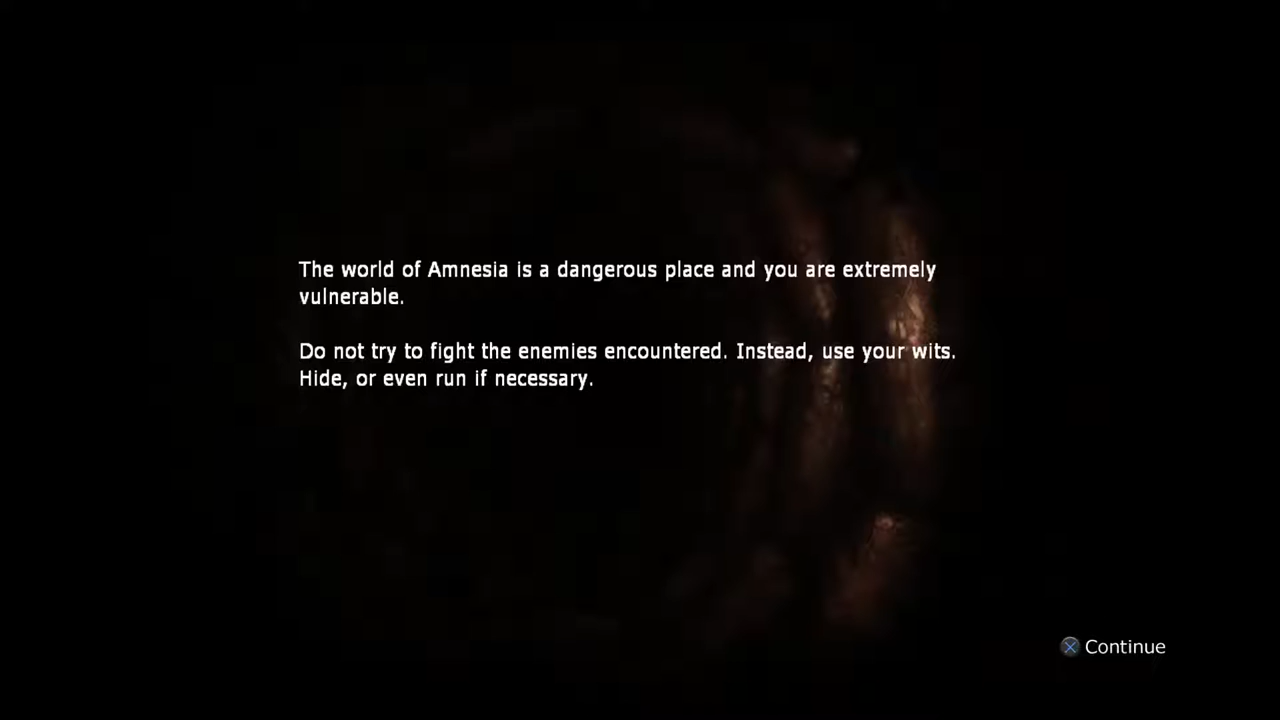 The world of Amnesia is a dangerous place and you are extremely
vulnerable.
Do not try to fight the enemies encountered. Instead, use your wits.
Hide, or even run if necessary.
Continue